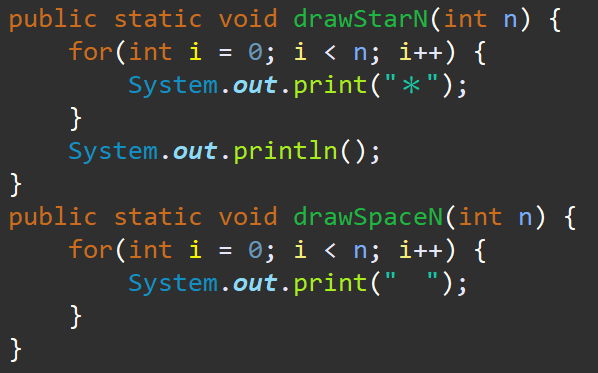 public static void drawStarN(int n) {
    for(int i = 0; i < n; i++) {
        System.out.print("＊");
    }
    System.out.println();
}
public static void drawSpaceN(int n) {
    for(int i = 0; i < n; i++) {
        System.out.print("　");
    }
}